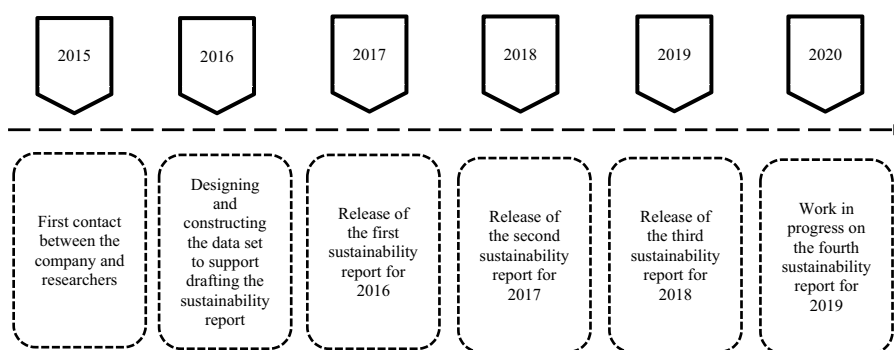 2015
2016
2017
2018
2019
2020
First contact
between the
company and
researchers
Designing
and
constructing
the data set
to support
drafting the
sustainability
report
Release of
the first
sustainability
report for
2016
Release of
the second
sustainability
report for
2017
Release of
the third
sustainability
report for
2018
Work in
progress on
the fourth
sustainability
report for
2019